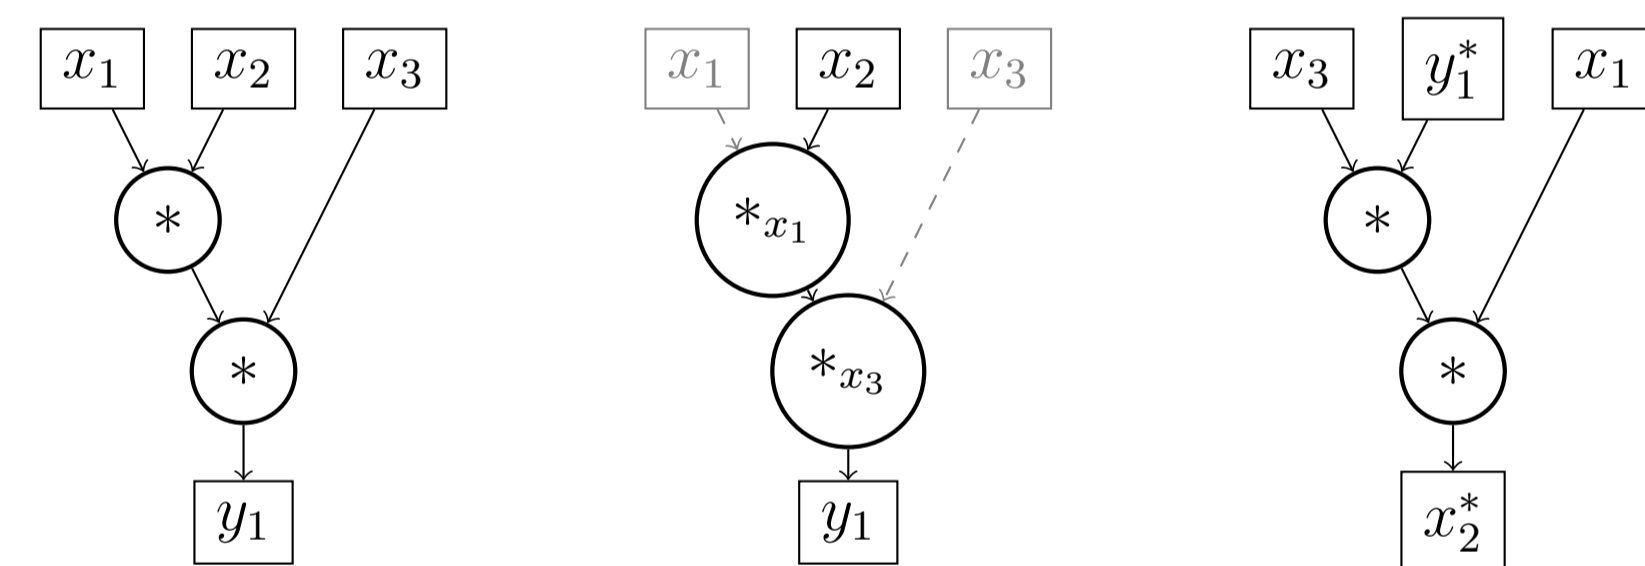 x₁ x₂ x₃ x₁ x₂ x₃ x₃ y₁* x₁
* *ₓ₁ *
* *ₓ₃ *
y₁ y₁ x₂*